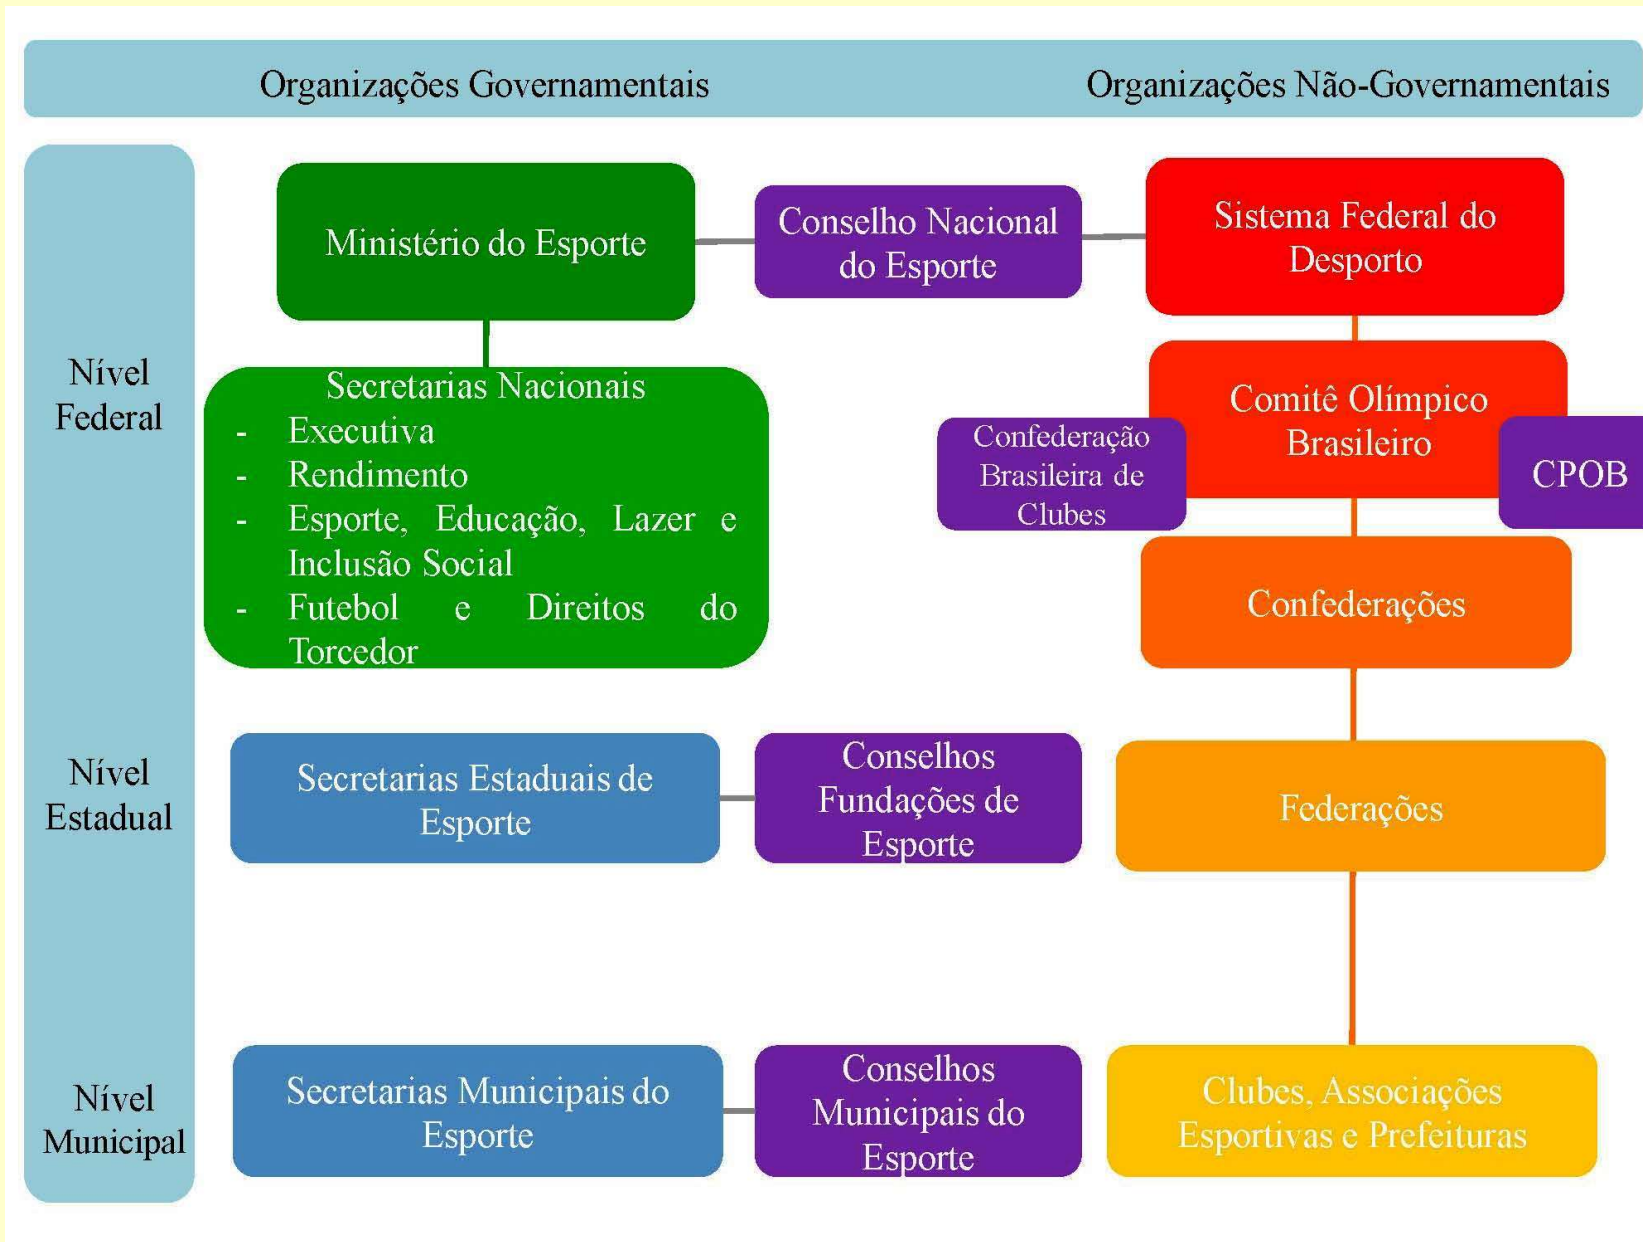 Organizações Governamentais
Organizações Não-Governamentais
Nível
Federal
Ministério do Esporte
Conselho Nacional
do Esporte
Sistema Federal do
Desporto
Secretarias Nacionais
- Executiva
- Rendimento
- Esporte, Educação, Lazer e
Inclusão Social
- Futebol e Direitos do
Torcedor
Comitê Olímpico
Brasileiro
Confederação
Brasileira de
Clubes
CPOB
Confederações
Nível
Estadual
Secretarias Estaduais de
Esporte
Conselhos
Fundações de
Esporte
Federações
Nível
Municipal
Secretarias Municipais do
Esporte
Conselhos
Municipais do
Esporte
Clubes, Associações
Esportivas e Prefeituras